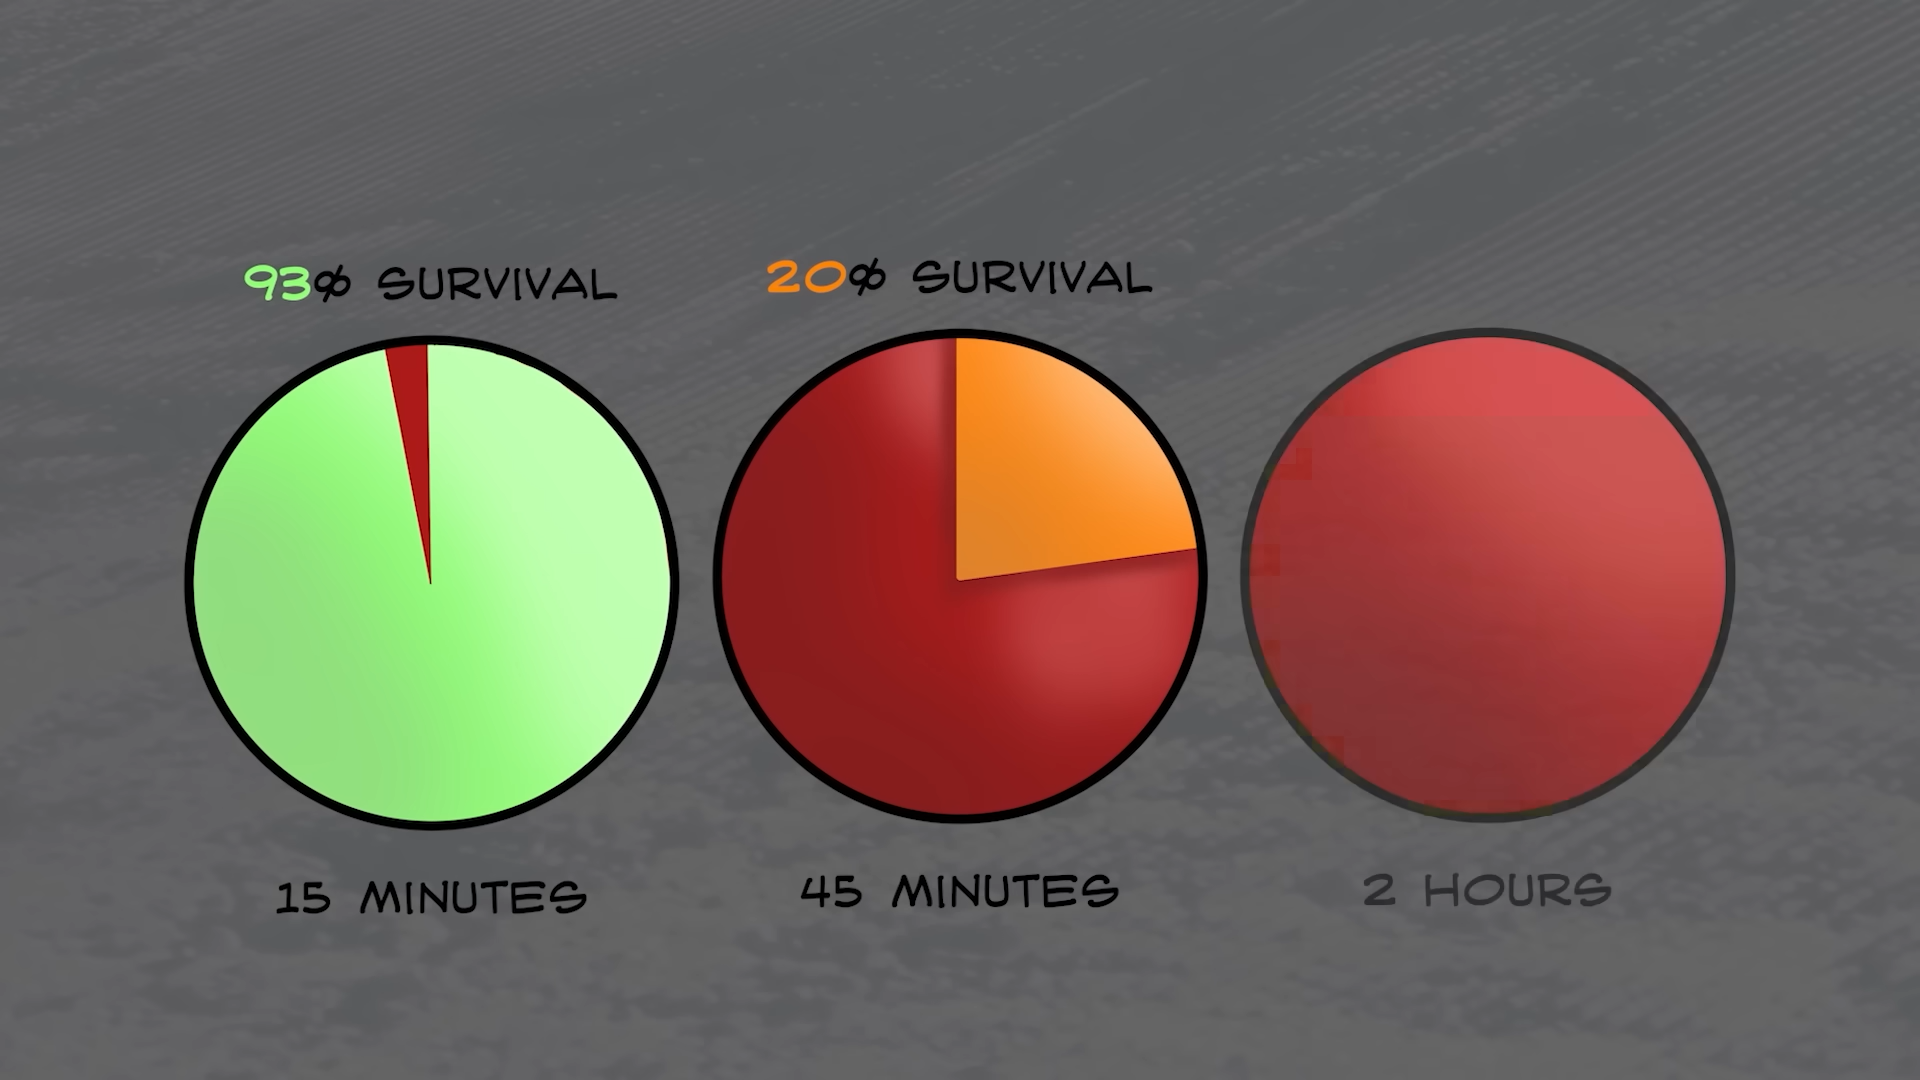 93% SURVIVAL
20% SURVIVAL
15 MINUTES
45 MINUTES
2 HOURS